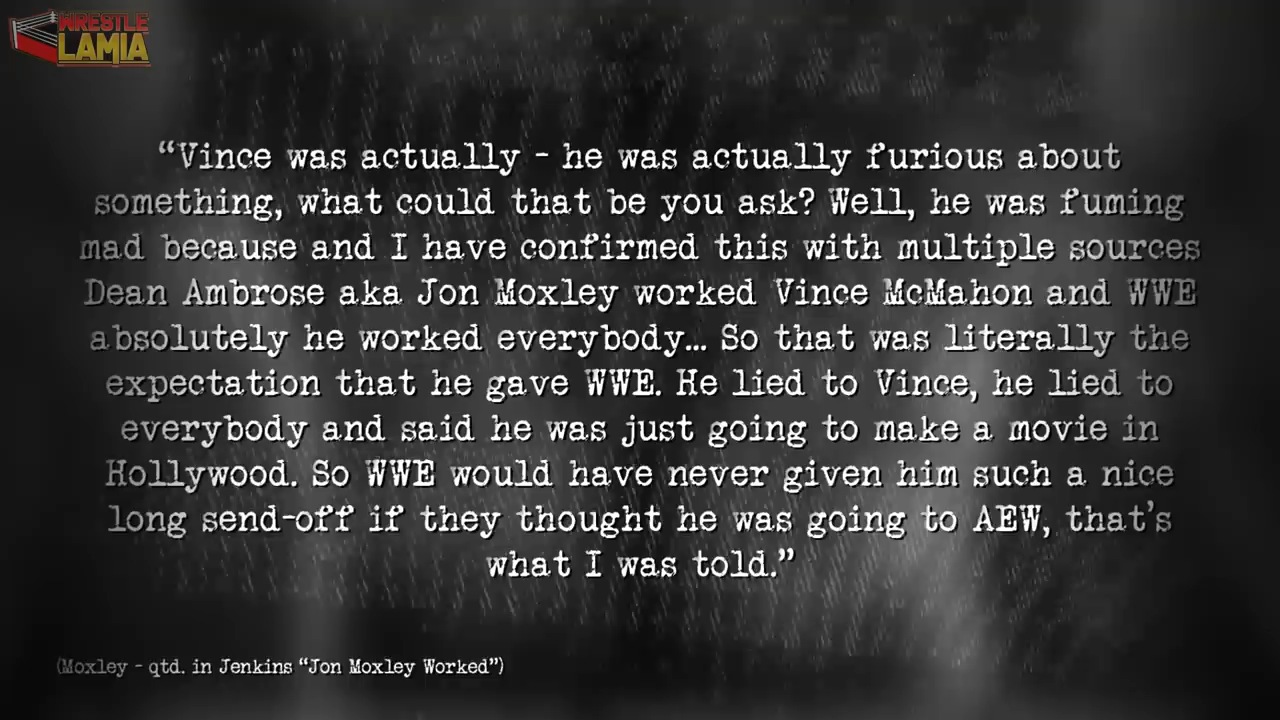 WRESTLE
LAMIA
“Vince was actually - he was actually furious about
something, what could that be you ask? Well, he was fuming
mad because and I have confirmed this with multiple sources
Dean Ambrose aka Jon Moxley worked Vince McMahon and WWE
absolutely he worked everybody... So that was literally the
expectation that he gave WWE. He lied to Vince, he lied to
everybody and said he was just going to make a movie in
Hollywood. So WWE would have never given him such a nice
long send-off if they thought he was going to AEW, that’s
what I was told.”
(Moxley - qtd. in Jenkins “Jon Moxley Worked”)